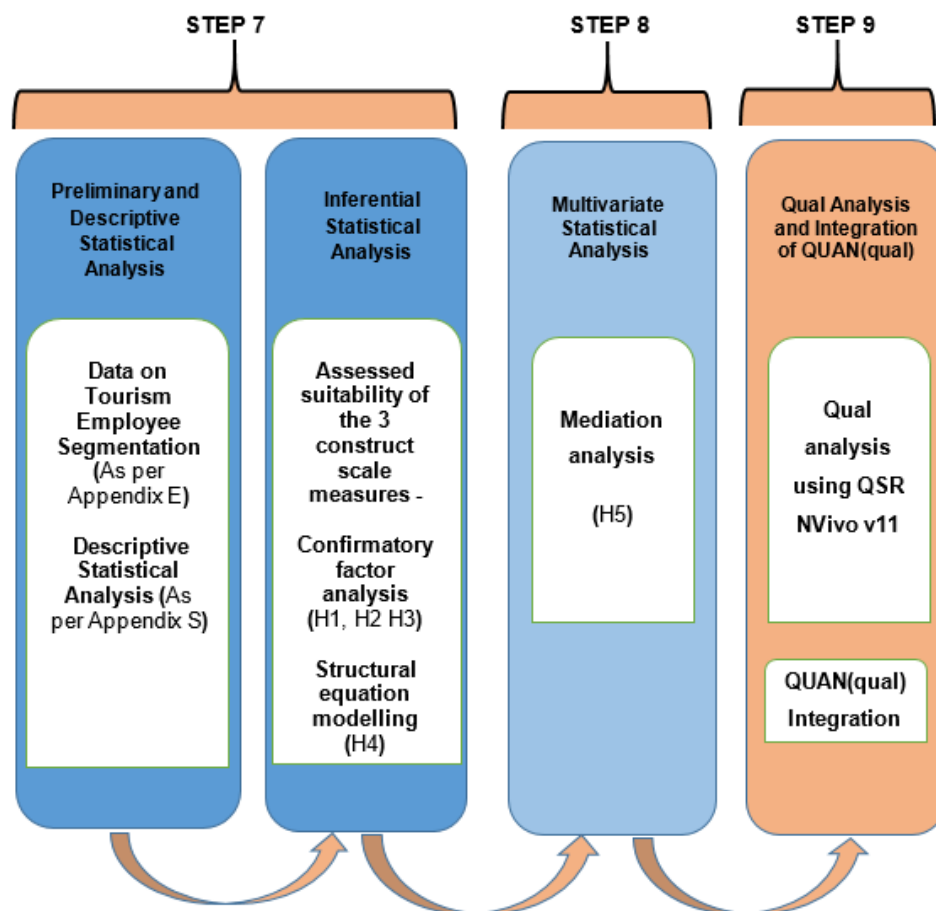 STEP 7
STEP 8
STEP 9
Preliminary and
Descriptive
Statistical
Analysis
Data on
Tourism
Employee
Segmentation
(As per
Appendix E)
Descriptive
Statistical
Analysis (As
per Appendix S)
Inferential
Statistical
Analysis
Assessed
suitability of
the 3
construct
scale
measures -
Confirmatory
factor
analysis
(H1, H2 H3)
Structural
equation
modelling
(H4)
Multivariate
Statistical
Analysis
Mediation
analysis
(H5)
Qual Analysis
and Integration
of QUAN(qual)
Qual
analysis
using QSR
NVivo v11
QUAN(qual)
Integration